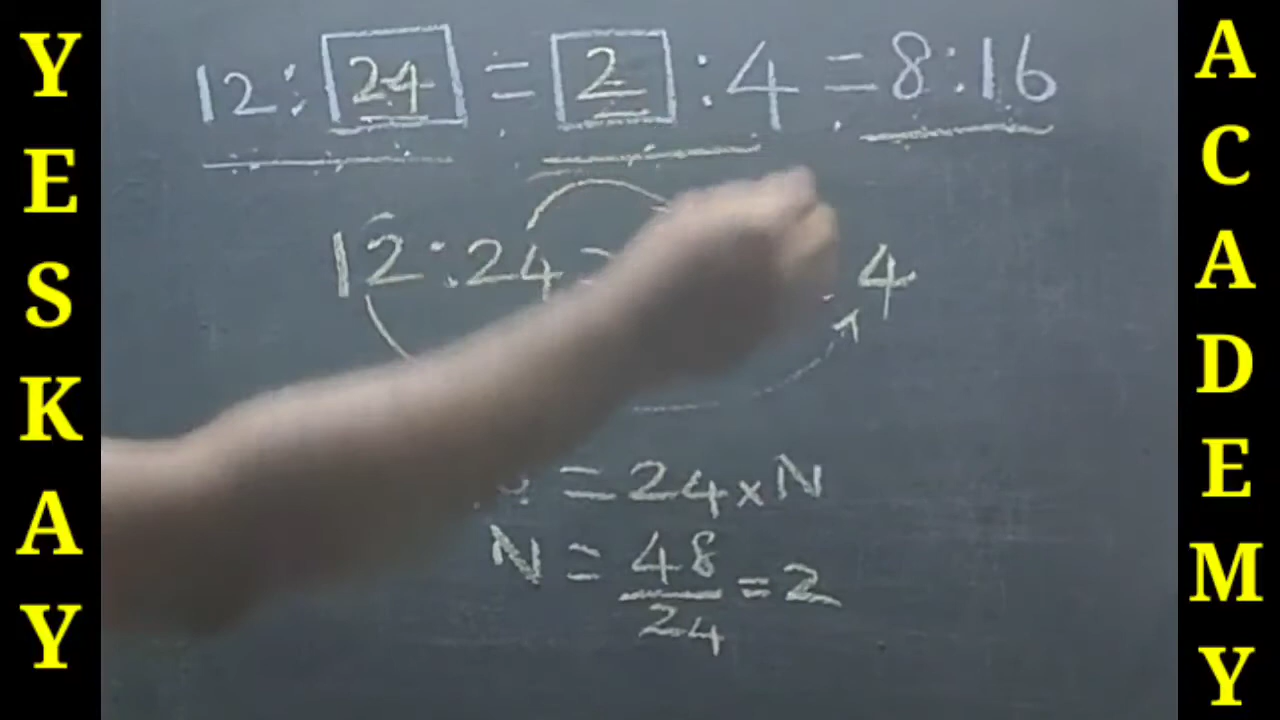 YESKAY
12 : 24 = 2 : 4 = 8 : 16
12 : 24 = 4
= 24 x N
N = 48/24 = 2
ACADEMY